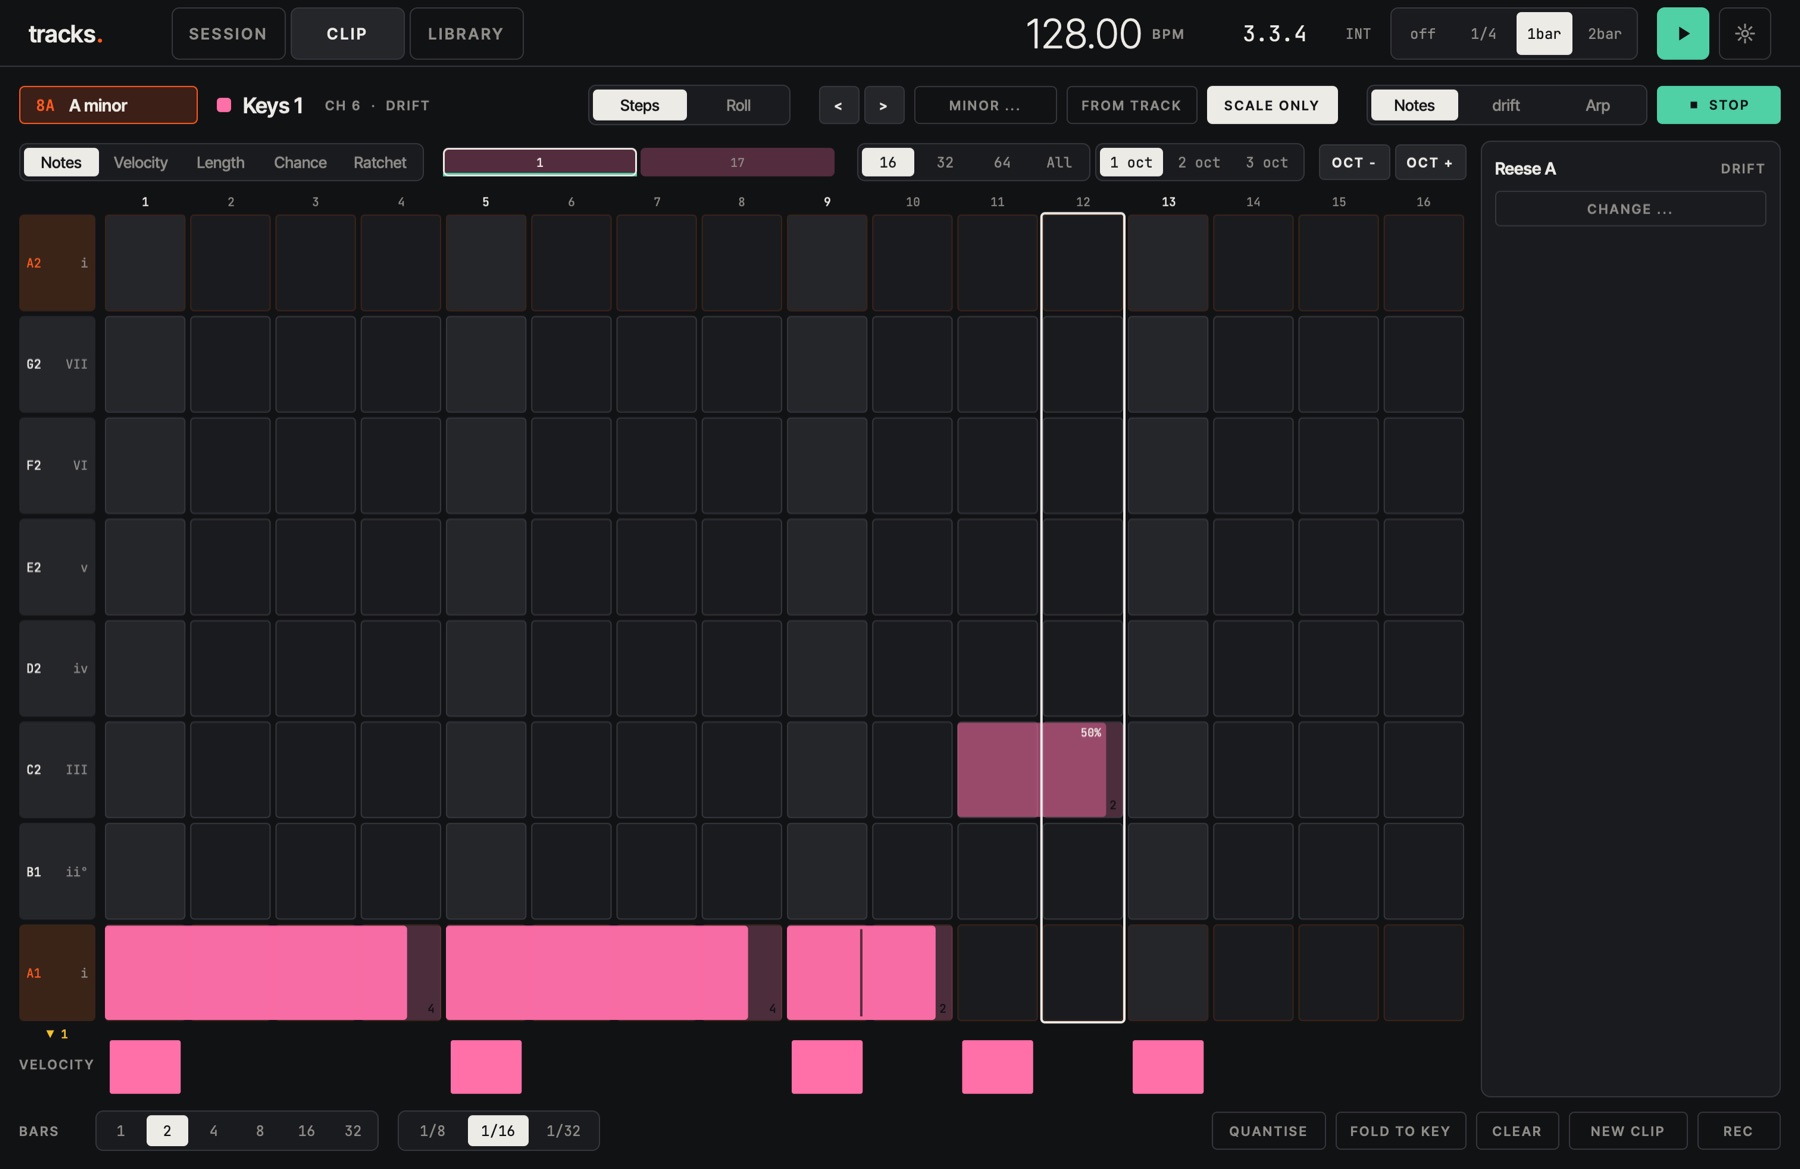 tracks. SESSION CLIP LIBRARY 128.00 BPM 3.3.4 INT off 1/4 1bar 2bar
8A A minor Keys 1 CH 6 · DRIFT Steps Roll < > MINOR ... FROM TRACK SCALE ONLY Notes drift Arp STOP
Notes Velocity Length Chance Ratchet 1 17 16 32 64 All 1 oct 2 oct 3 oct OCT - OCT +
Reese A DRIFT
CHANGE ...
1 2 3 4 5 6 7 8 9 10 11 12 13 14 15 16
A2 i
G2 VII
F2 VI
E2 v
D2 iv
50%
C2 III
2
B1 ii°
A1 i
4 4 2
▼ 1
VELOCITY
BARS 1 2 4 8 16 32 1/8 1/16 1/32 QUANTISE FOLD TO KEY CLEAR NEW CLIP REC